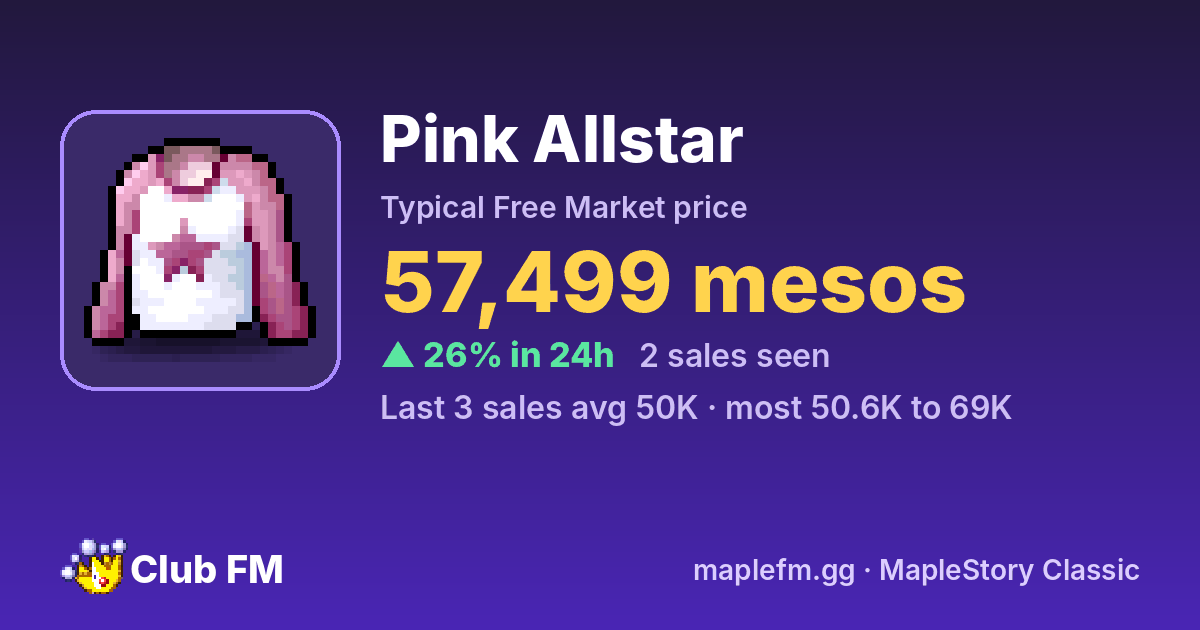 Pink Allstar
Typical Free Market price
57,499 mesos
▲ 26% in 24h 2 sales seen
Last 3 sales avg 50K · most 50.6K to 69K
Club FM
maplefm.gg · MapleStory Classic